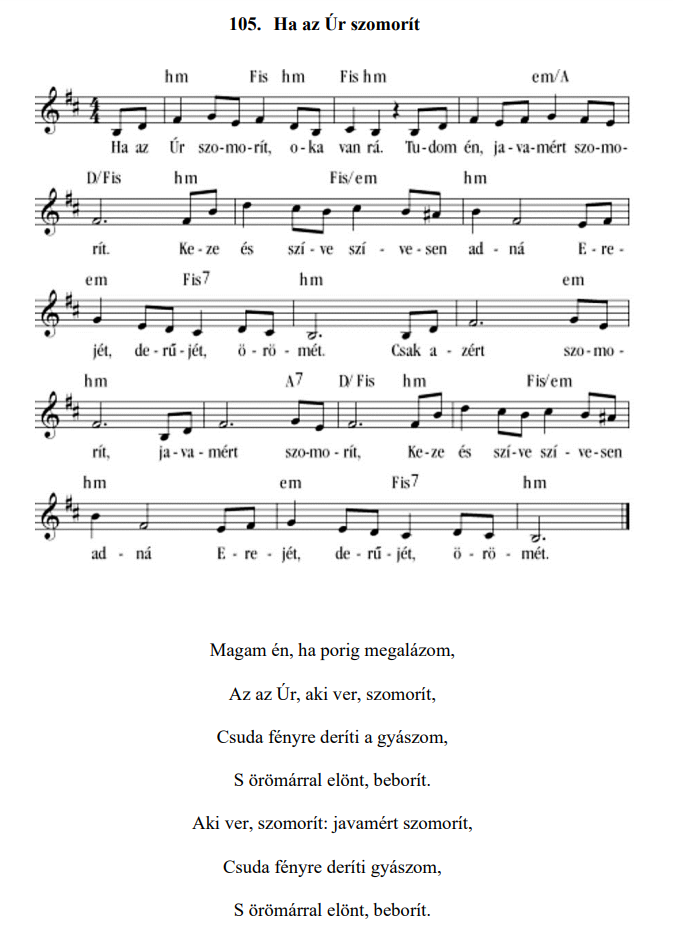 105. Ha az Úr szomorít
hm Fis hm Fis hm em/A
Ha az Úr szo-mo-rít, o-ka van rá. Tu-dom én, ja-va-mért szo-mo-
D/Fis hm Fis/em hm
rít. Ke-ze és szí-ve szí-ve-sen ad-ná E-re-
em Fis7 hm em
jét, de-rű-jét, ö-rö-mét. Csak a-zért szo-mo-
hm A7 D/Fis hm Fis/em
rít, ja-va-mért szo-mo-rít, Ke-ze és szí-ve szí-ve-sen
hm em Fis7 hm
ad-ná E-re-jét, de-rű-jét, ö-rö-mét.
Magam én, ha porig megalázom,
Az az Úr, aki ver, szomorít,
Csuda fényre deríti a gyászom,
S örömárral elönt, beborít.
Aki ver, szomorít: javamért szomorít,
Csuda fényre deríti gyászom,
S örömárral elönt, beborít.